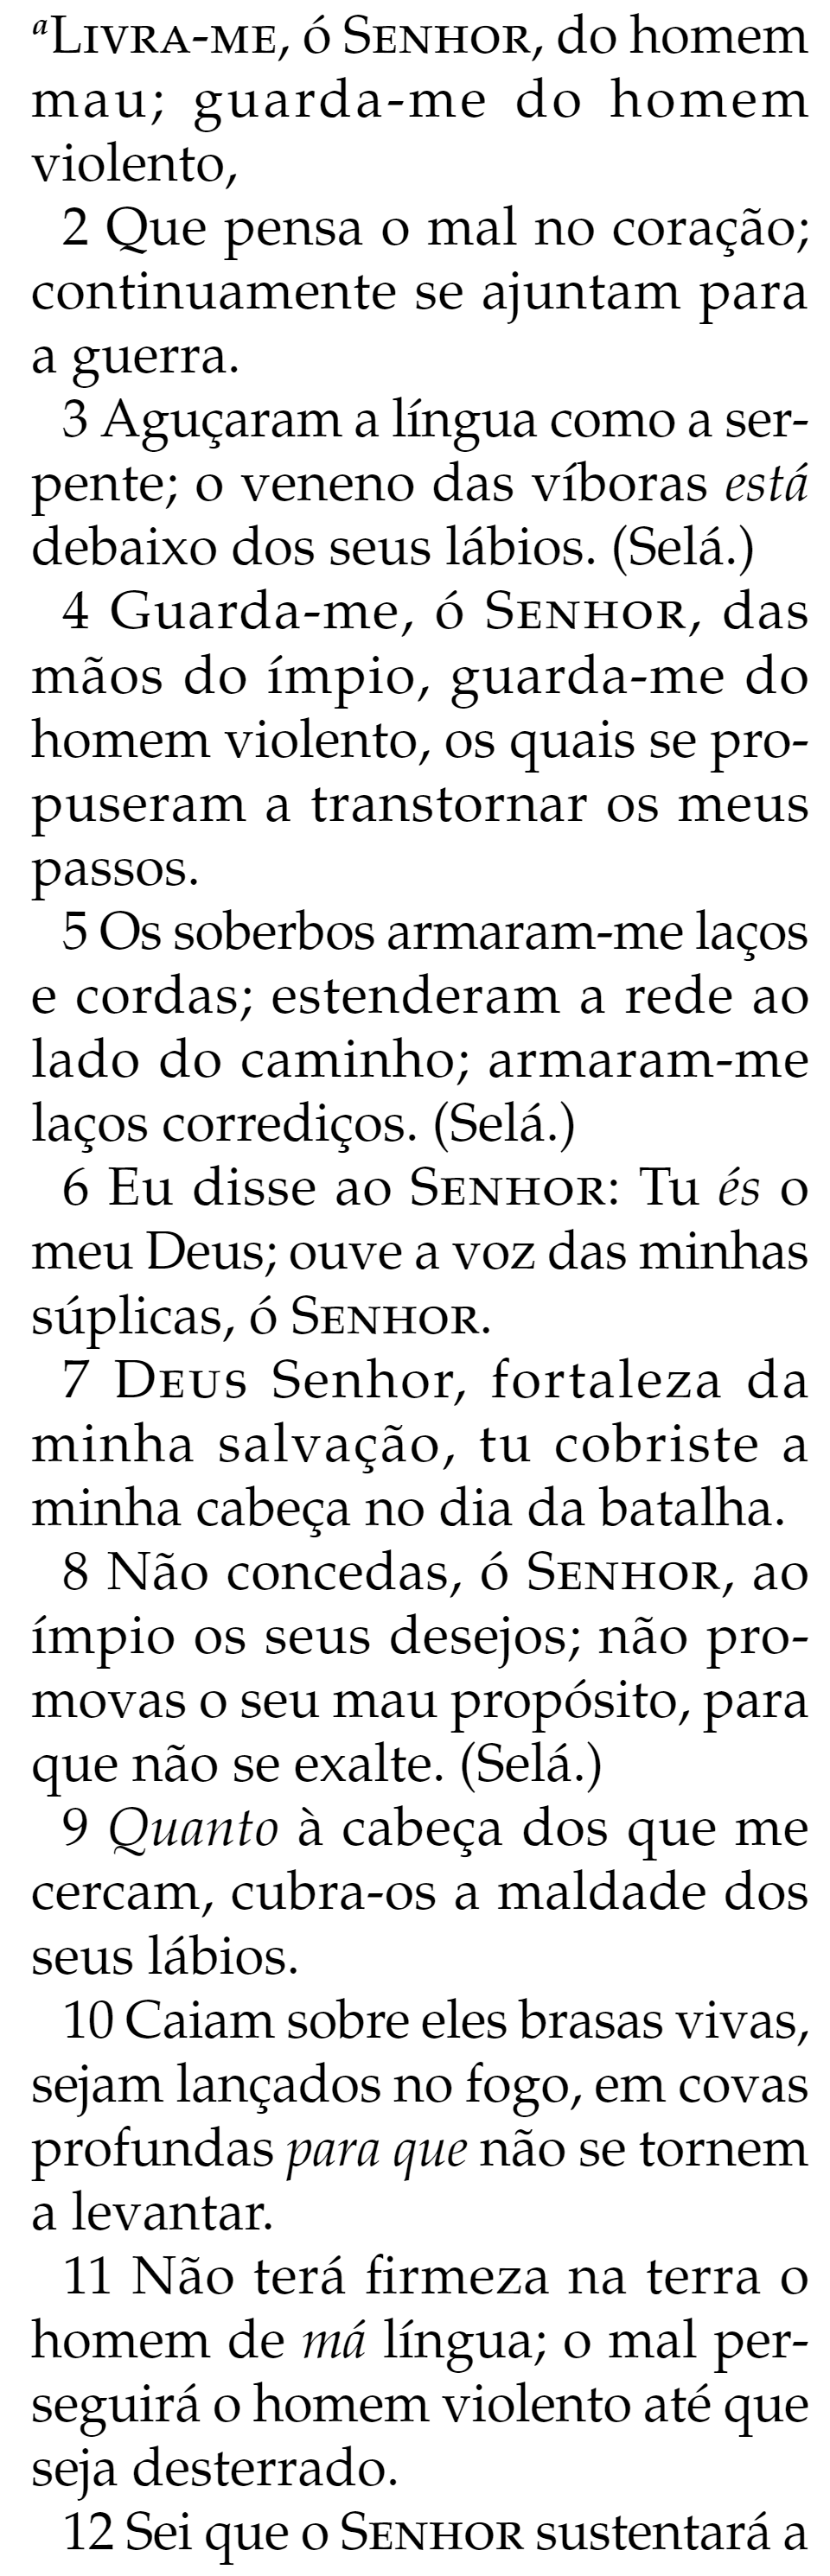 aLIVRA-ME, ó SENHOR, do homem
mau; guarda-me do homem
violento,
2 Que pensa o mal no coração;
continuamente se ajuntam para
a guerra.
3 Aguçaram a língua como a ser-
pente; o veneno das víboras está
debaixo dos seus lábios. (Selá.)
4 Guarda-me, ó SENHOR, das
mãos do ímpio, guarda-me do
homem violento, os quais se pro-
puseram a transtornar os meus
passos.
5 Os soberbos armaram-me laços
e cordas; estenderam a rede ao
lado do caminho; armaram-me
laços corrediços. (Selá.)
6 Eu disse ao SENHOR: Tu és o
meu Deus; ouve a voz das minhas
súplicas, ó SENHOR.
7 DEUS Senhor, fortaleza da
minha salvação, tu cobriste a
minha cabeça no dia da batalha.
8 Não concedas, ó SENHOR, ao
ímpio os seus desejos; não pro-
movas o seu mau propósito, para
que não se exalte. (Selá.)
9 Quanto à cabeça dos que me
cercam, cubra-os a maldade dos
seus lábios.
10 Caiam sobre eles brasas vivas,
sejam lançados no fogo, em covas
profundas para que não se tornem
a levantar.
11 Não terá firmeza na terra o
homem de má língua; o mal per-
seguirá o homem violento até que
seja desterrado.
12 Sei que o SENHOR sustentará a